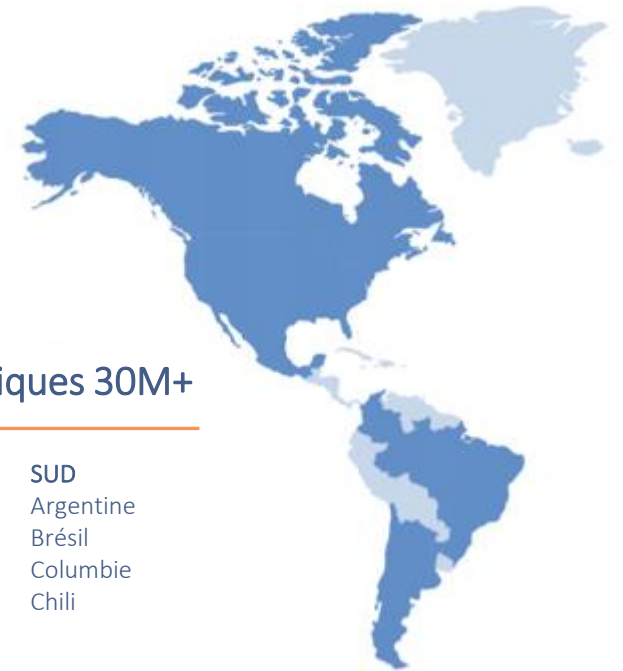 iques 30M+
SUD
Argentine
Brésil
Columbie
Chili